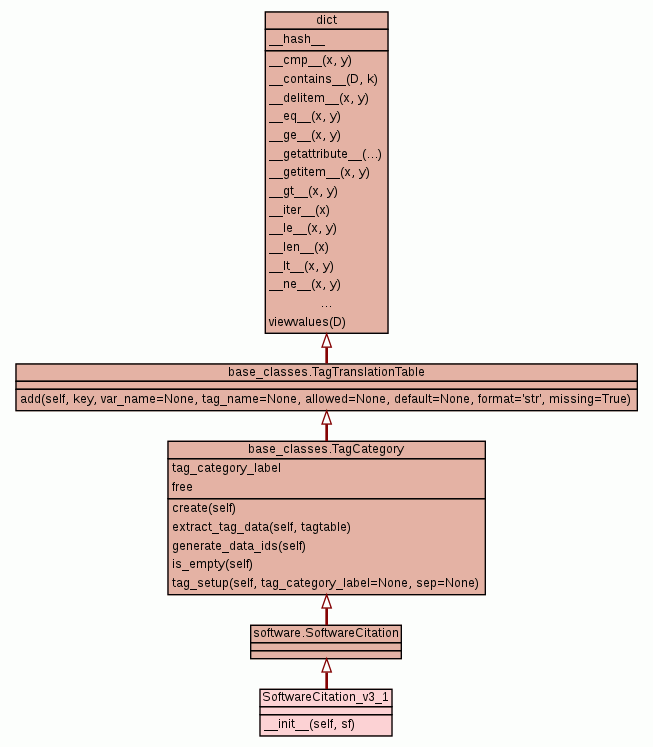 dict
__hash__
__cmp__(x, y)
__contains__(D, k)
__delitem__(x, y)
__eq__(x, y)
__ge__(x, y)
__getattribute__(...)
__getitem__(x, y)
__gt__(x, y)
__iter__(x)
__le__(x, y)
__len__(x)
__lt__(x, y)
__ne__(x, y)
...
viewvalues(D)
base_classes.TagTranslationTable
add(self, key, var_name=None, tag_name=None, allowed=None, default=None, format='str', missing=True)
base_classes.TagCategory
tag_category_label
free
create(self)
extract_tag_data(self, tagtable)
generate_data_ids(self)
is_empty(self)
tag_setup(self, tag_category_label=None, sep=None)
software.SoftwareCitation
SoftwareCitation_v3_1
__init__(self, sf)